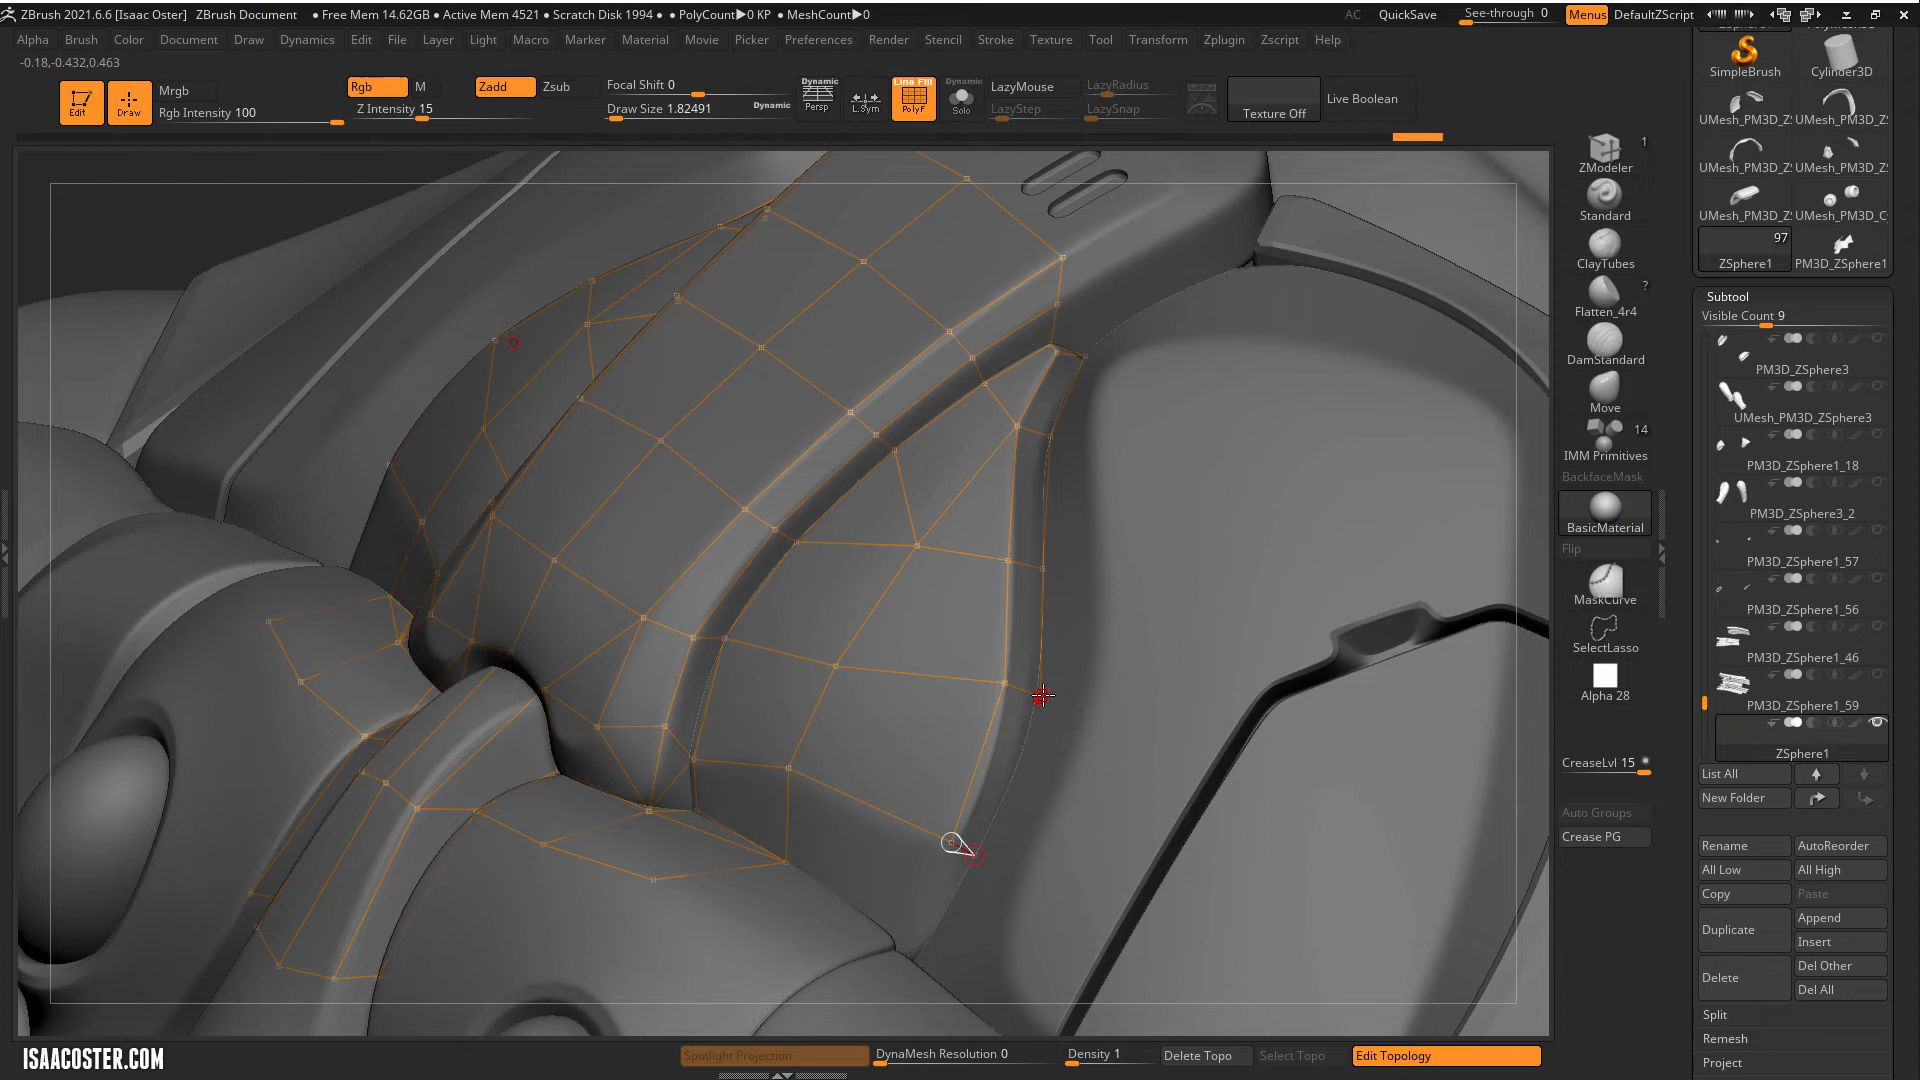 ZBrush 2021.6.6 [Isaac Oster] ZBrush Document ● Free Mem 14.62GB ● Active Mem 4521 ● Scratch Disk 1994 ● PolyCount▶0 KP ● MeshCount▶0 AC QuickSave See-through 0 Menus DefaultZScript
Alpha Brush Color Document Draw Dynamics Edit File Layer Light Macro Marker Material Movie Picker Preferences Render Stencil Stroke Texture Tool Transform Zplugin Zscript Help
-0.18,-0.432,0.463
Edit
Draw
Mrgb
Rgb Intensity 100
Rgb M
Z Intensity 15
Zadd Zsub
Focal Shift 0
Draw Size 1.82491 Dynamic
Dynamic
Persp
L.Sym
Line Fill
PolyF
Dynamic
Solo
LazyMouse LazyRadius
LazyStep LazySnap
Texture Off
Live Boolean
1
ZModeler
Standard
ClayTubes
?
Flatten_4r4
DamStandard
Move
14
IMM Primitives
BackfaceMask
BasicMaterial
Flip
MaskCurve
SelectLasso
Alpha 28
CreaseLvl 15
Auto Groups
Crease PG
SimpleBrush Cylinder3D
97
ZSphere1 PM3D_ZSphere1
Subtool
Visible Count 9
PM3D_ZSphere3
UMesh_PM3D_ZSphere3
PM3D_ZSphere1_18
PM3D_ZSphere3_2
PM3D_ZSphere1_57
PM3D_ZSphere1_56
PM3D_ZSphere1_46
PM3D_ZSphere1_59
ZSphere1
List All
New Folder
Rename AutoReorder
All Low All High
Copy Paste
Duplicate Append
Insert
Delete Del Other
Del All
Split
Remesh
Project
ISAACOSTER.COM
Spotlight Projection DynaMesh Resolution 0 Density 1 Delete Topo Select Topo Edit Topology